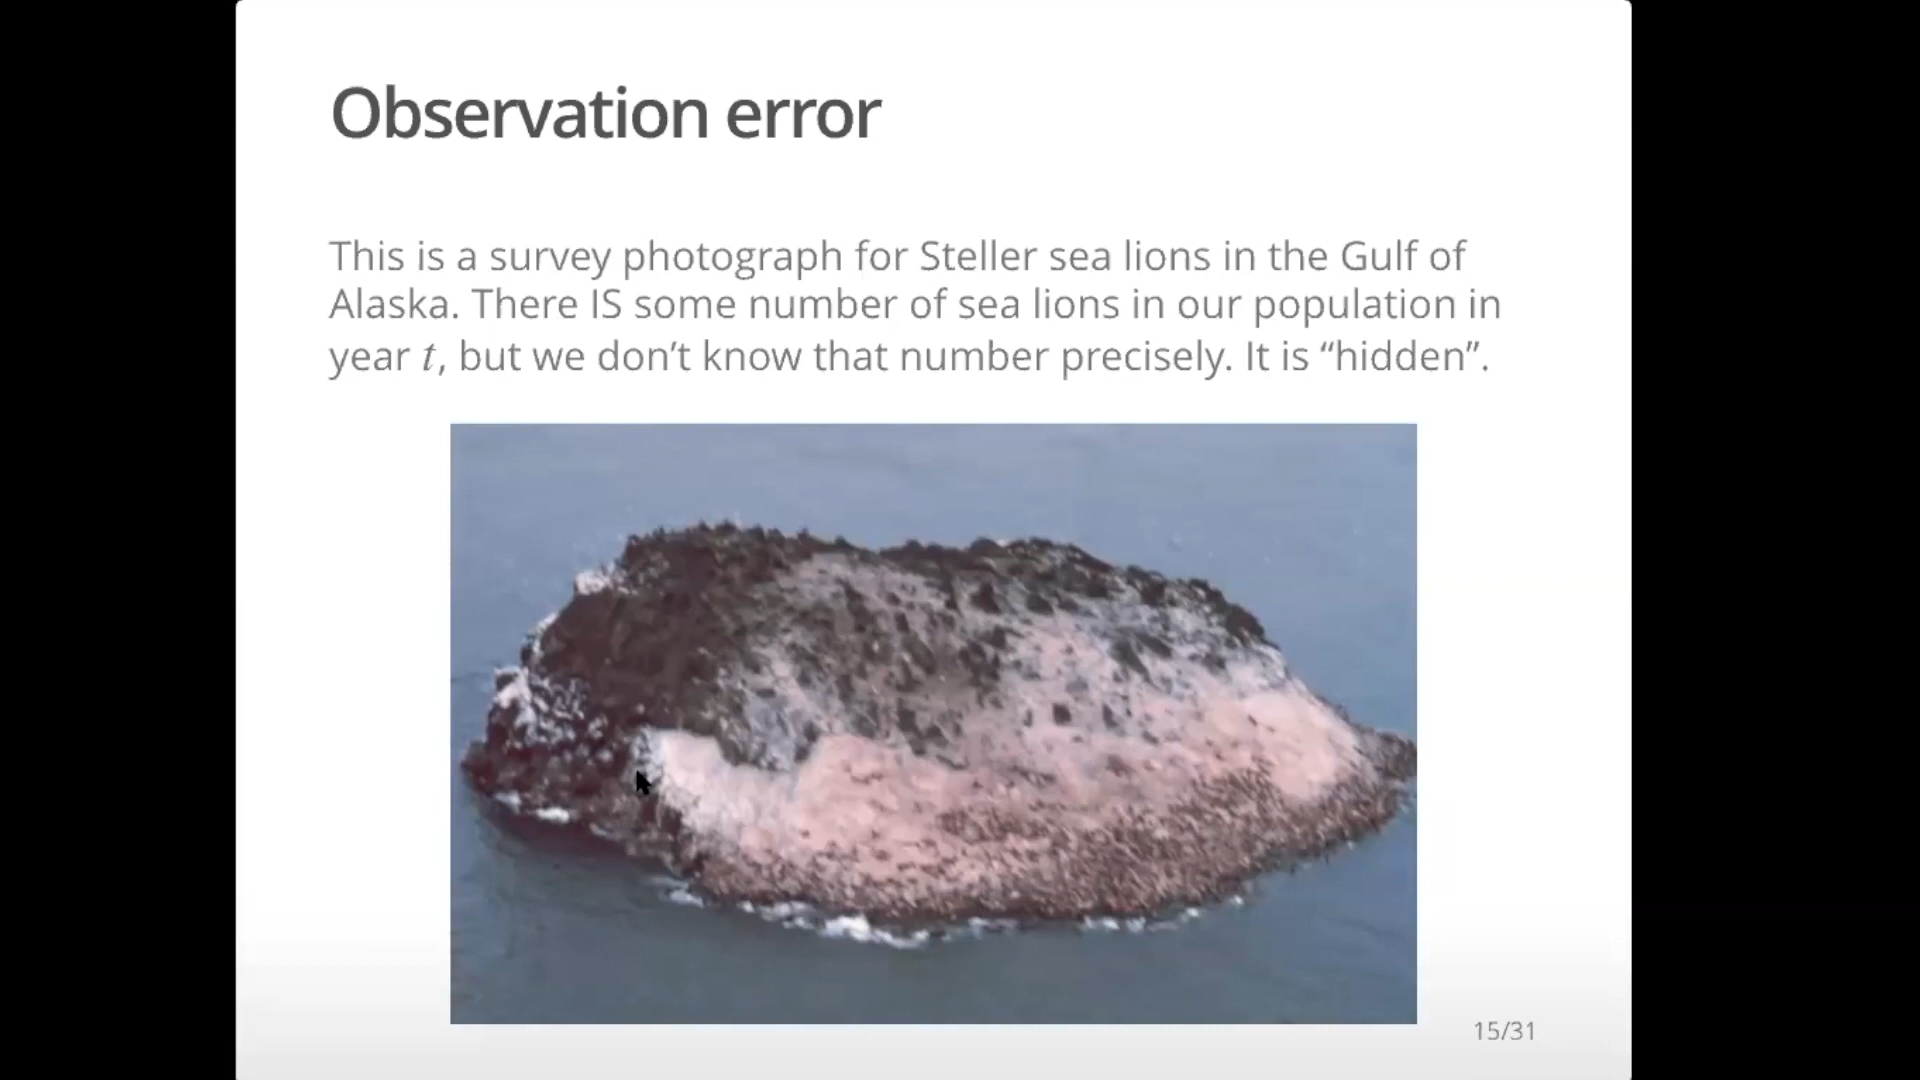 Observation error
This is a survey photograph for Steller sea lions in the Gulf of
Alaska. There IS some number of sea lions in our population in
year t, but we don’t know that number precisely. It is “hidden”.
15/31